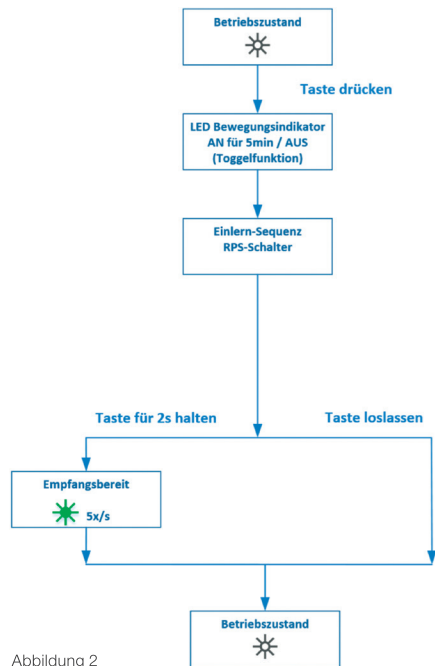 Betriebszustand
Taste drücken
LED Bewegungsindikator
AN für 5min / AUS
(Toggelfunktion)
Einlern-Sequenz
RPS-Schalter
Taste für 2s halten
Taste loslassen
Empfangsbereit
5x/s
Betriebszustand
Abbildung 2